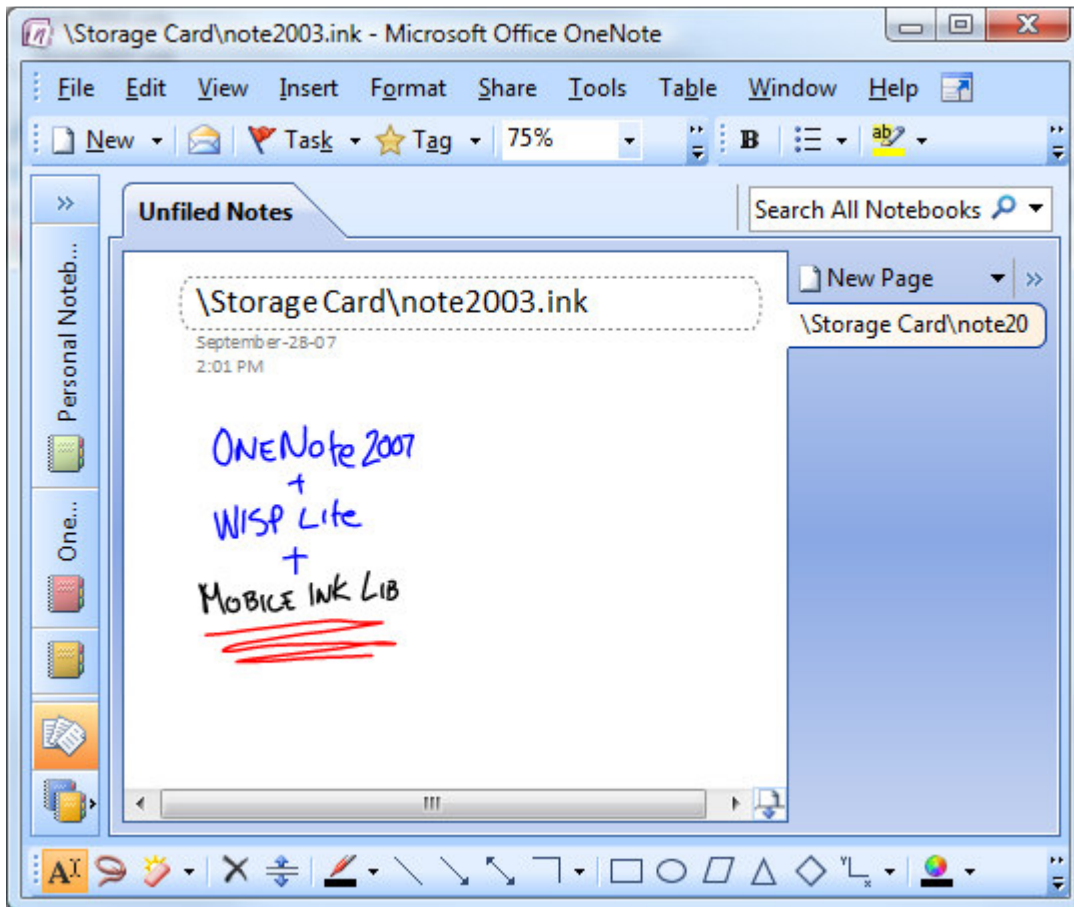 \Storage Card\note2003.ink - Microsoft Office OneNote
File Edit View Insert Format Share Tools Table Window Help
New Task Tag 75% B ab
Unfiled Notes
Search All Notebooks
Personal Noteb...
One...
New Page
\Storage Card\note20
\Storage Card\note2003.ink
September-28-07
2:01 PM
ONENote 2007
+
WISP Lite
+
MOBILE INK LIB